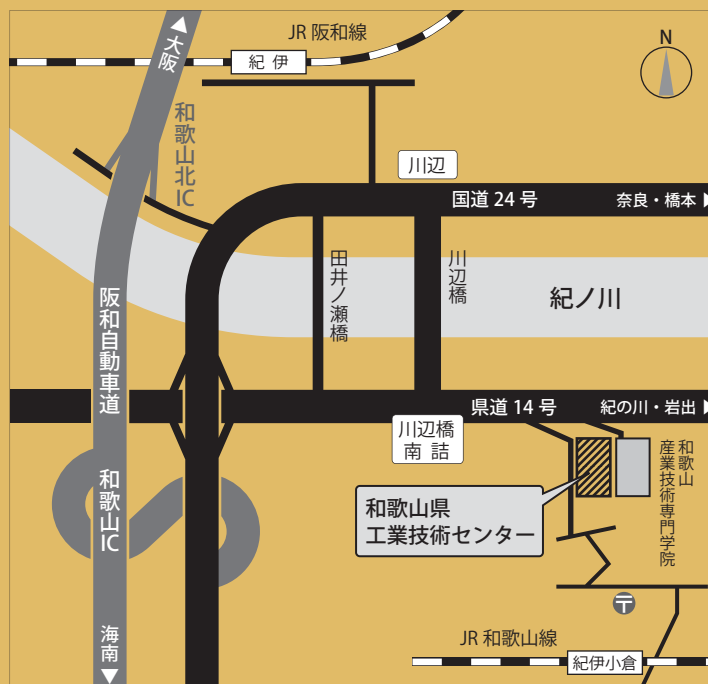 JR 阪和線
▲大阪
紀 伊
N
和歌山北IC
川辺
国道 24 号
奈良・橋本 ▶
田井ノ瀬橋
川辺橋
紀ノ川
阪和自動車道
県道 14 号
紀の川・岩出 ▶
川辺橋
南 詰
和歌山
産業技術専門学院
和歌山IC
和歌山県
工業技術センター
〒
海南▼
JR 和歌山線
紀伊小倉